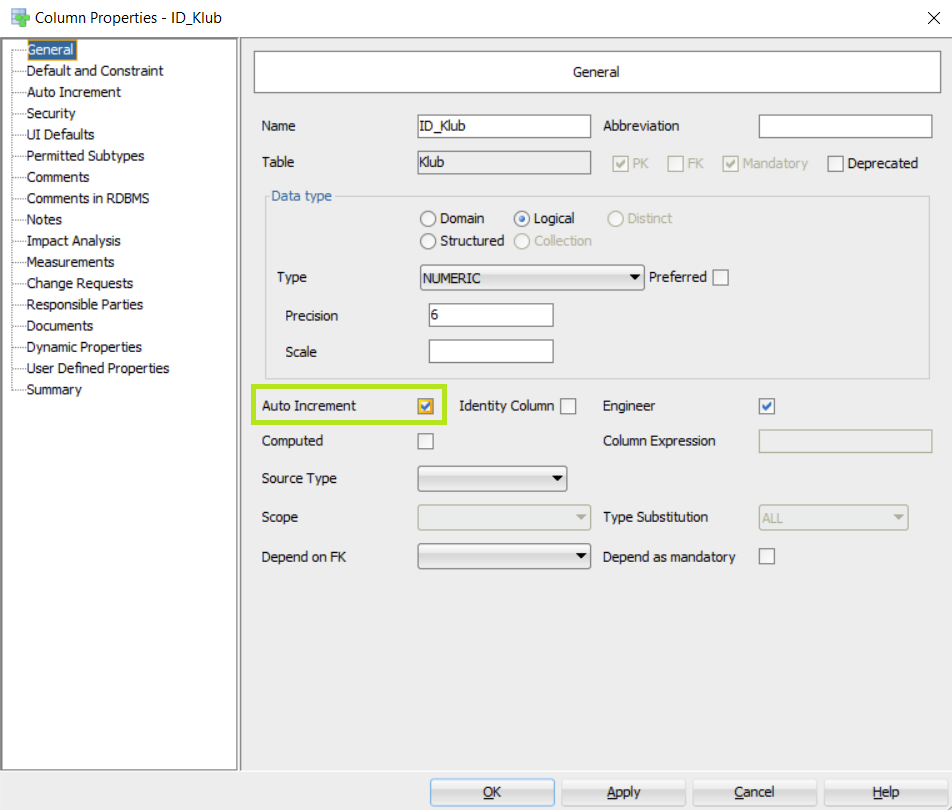 Column Properties - ID_Klub
General
Default and Constraint
Auto Increment
Security
UI Defaults
Permitted Subtypes
Comments
Comments in RDBMS
Notes
Impact Analysis
Measurements
Change Requests
Responsible Parties
Documents
Dynamic Properties
User Defined Properties
Summary
General
Name ID_Klub Abbreviation
Table Klub PK FK Mandatory Deprecated
Data type
Domain Logical Distinct
Structured Collection
Type NUMERIC Preferred
Precision 6
Scale
Auto Increment Identity Column Engineer
Computed Column Expression
Source Type
Scope Type Substitution ALL
Depend on FK Depend as mandatory
OK Apply Cancel Help